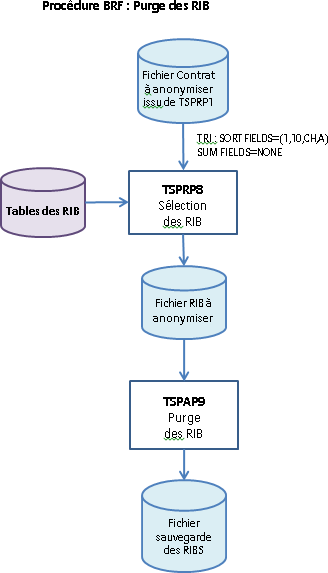 Procédure BRF : Purge des RIB
Fichier Contrat
à anonymiser
issu de TSPRP1
TRI : SORT FIELDS=(1,10,CH,A)
SUM FIELDS=NONE
TSPRP8
Sélection
des RIB
Tables des RIB
Fichier RIB à
anonymiser
TSPAP9
Purge
des RIB
Fichier
sauvegarde
des RIBS